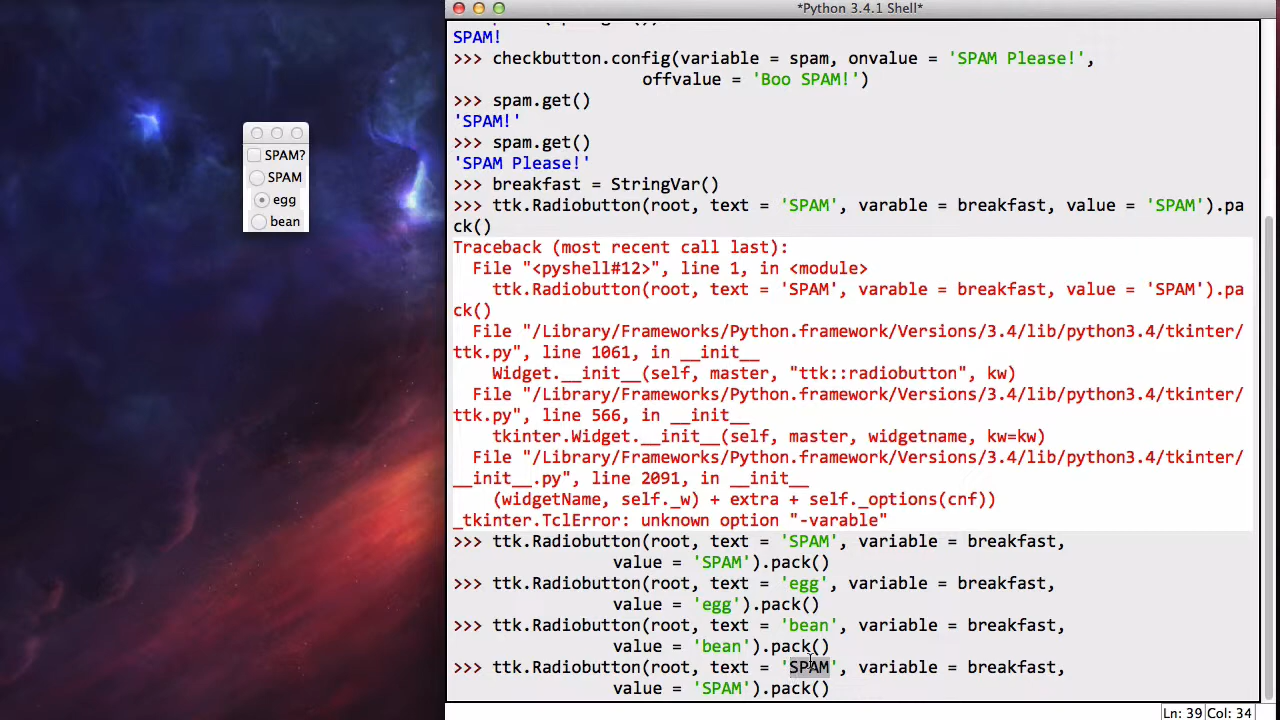 *Python 3.4.1 Shell*
SPAM!
>>> checkbutton.config(variable = spam, onvalue = 'SPAM Please!',
offvalue = 'Boo SPAM!')
>>> spam.get()
'SPAM!'
>>> spam.get()
'SPAM Please!'
>>> breakfast = StringVar()
>>> ttk.Radiobutton(root, text = 'SPAM', varable = breakfast, value = 'SPAM').pa
ck()
Traceback (most recent call last):
File "<pyshell#12>", line 1, in <module>
ttk.Radiobutton(root, text = 'SPAM', varable = breakfast, value = 'SPAM').pa
ck()
File "/Library/Frameworks/Python.framework/Versions/3.4/lib/python3.4/tkinter/
ttk.py", line 1061, in __init__
Widget.__init__(self, master, "ttk::radiobutton", kw)
File "/Library/Frameworks/Python.framework/Versions/3.4/lib/python3.4/tkinter/
ttk.py", line 566, in __init__
tkinter.Widget.__init__(self, master, widgetname, kw=kw)
File "/Library/Frameworks/Python.framework/Versions/3.4/lib/python3.4/tkinter/
__init__.py", line 2091, in __init__
(widgetName, self._w) + extra + self._options(cnf))
_tkinter.TclError: unknown option "-varable"
>>> ttk.Radiobutton(root, text = 'SPAM', variable = breakfast,
value = 'SPAM').pack()
>>> ttk.Radiobutton(root, text = 'egg', variable = breakfast,
value = 'egg').pack()
>>> ttk.Radiobutton(root, text = 'bean', variable = breakfast,
value = 'bean').pack()
>>> ttk.Radiobutton(root, text = 'SPAM', variable = breakfast,
value = 'SPAM').pack()
Ln: 39 Col: 34
SPAM?
SPAM
egg
bean